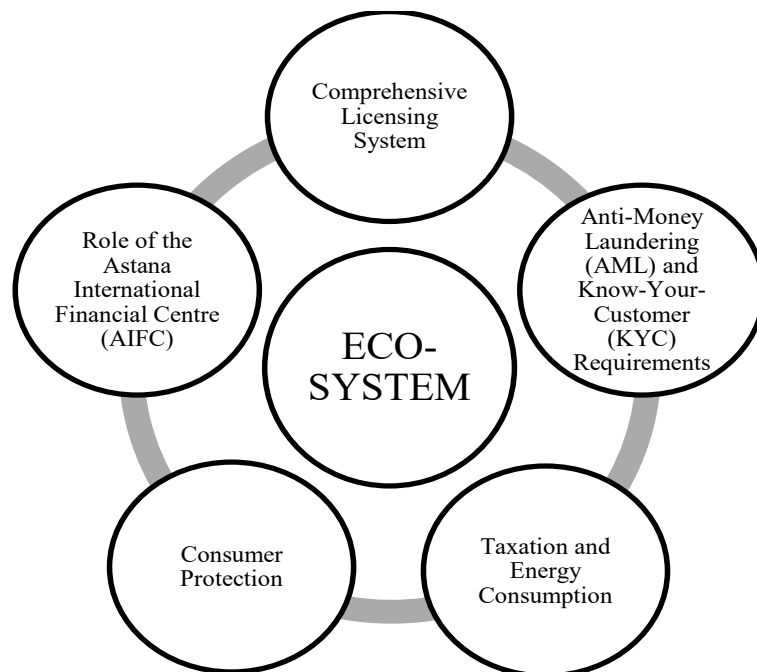 Comprehensive
Licensing
System
Anti-Money
Laundering
(AML) and
Know-Your-
Customer
(KYC)
Requirements
Taxation and
Energy
Consumption
Consumer
Protection
Role of the
Astana
International
Financial Centre
(AIFC)
ECO-
SYSTEM